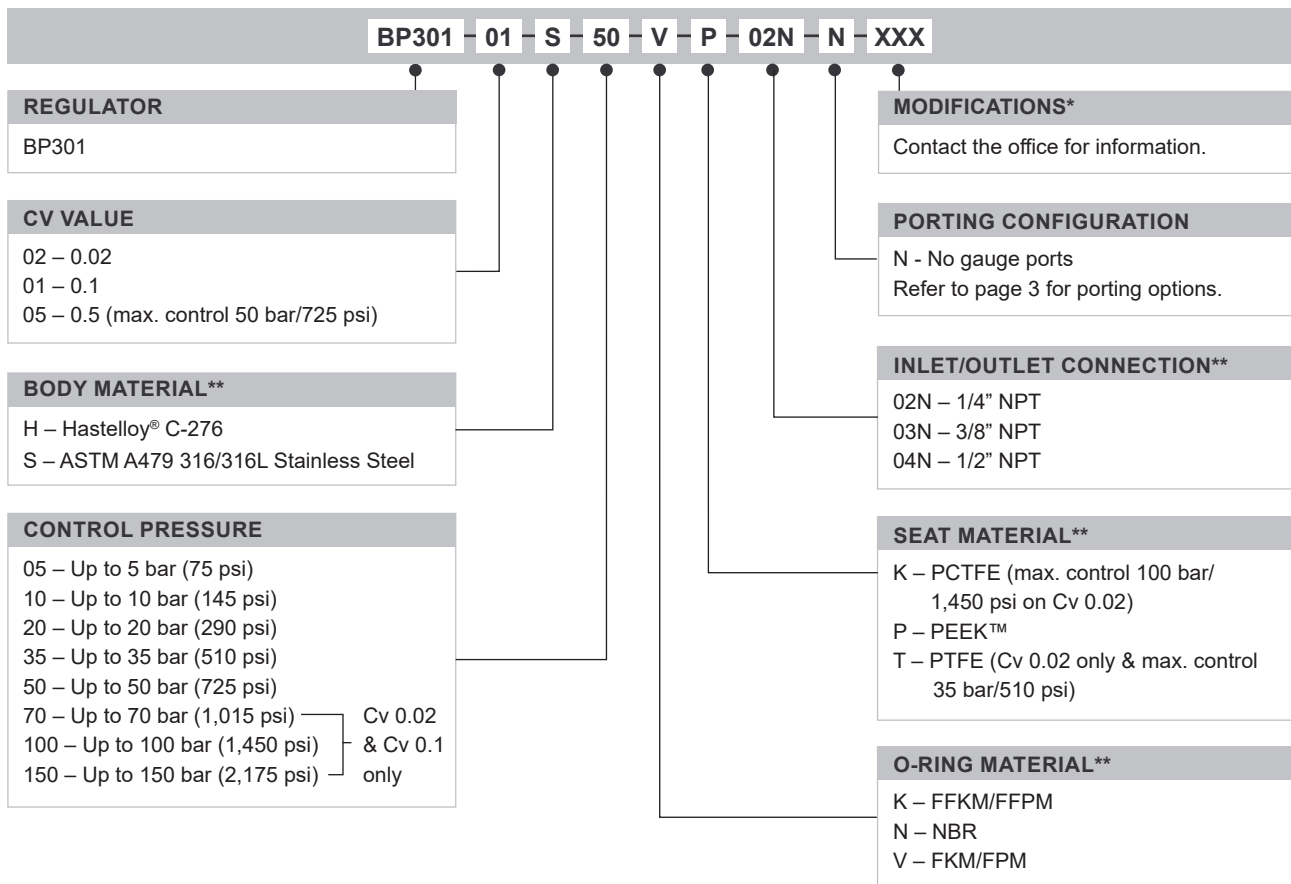 BP301 - 01 - S - 50 - V - P - 02N - N - XXX
REGULATOR
BP301
CV VALUE
02 – 0.02
01 – 0.1
05 – 0.5 (max. control 50 bar/725 psi)
BODY MATERIAL**
H – Hastelloy® C-276
S – ASTM A479 316/316L Stainless Steel
CONTROL PRESSURE
05 – Up to 5 bar (75 psi)
10 – Up to 10 bar (145 psi)
20 – Up to 20 bar (290 psi)
35 – Up to 35 bar (510 psi)
50 – Up to 50 bar (725 psi)
70 – Up to 70 bar (1,015 psi) Cv 0.02
100 – Up to 100 bar (1,450 psi) & Cv 0.1
150 – Up to 150 bar (2,175 psi) only
MODIFICATIONS*
Contact the office for information.
PORTING CONFIGURATION
N - No gauge ports
Refer to page 3 for porting options.
INLET/OUTLET CONNECTION**
02N – 1/4” NPT
03N – 3/8” NPT
04N – 1/2” NPT
SEAT MATERIAL**
K – PCTFE (max. control 100 bar/
1,450 psi on Cv 0.02)
P – PEEK™
T – PTFE (Cv 0.02 only & max. control
35 bar/510 psi)
O-RING MATERIAL**
K – FFKM/FFPM
N – NBR
V – FKM/FPM